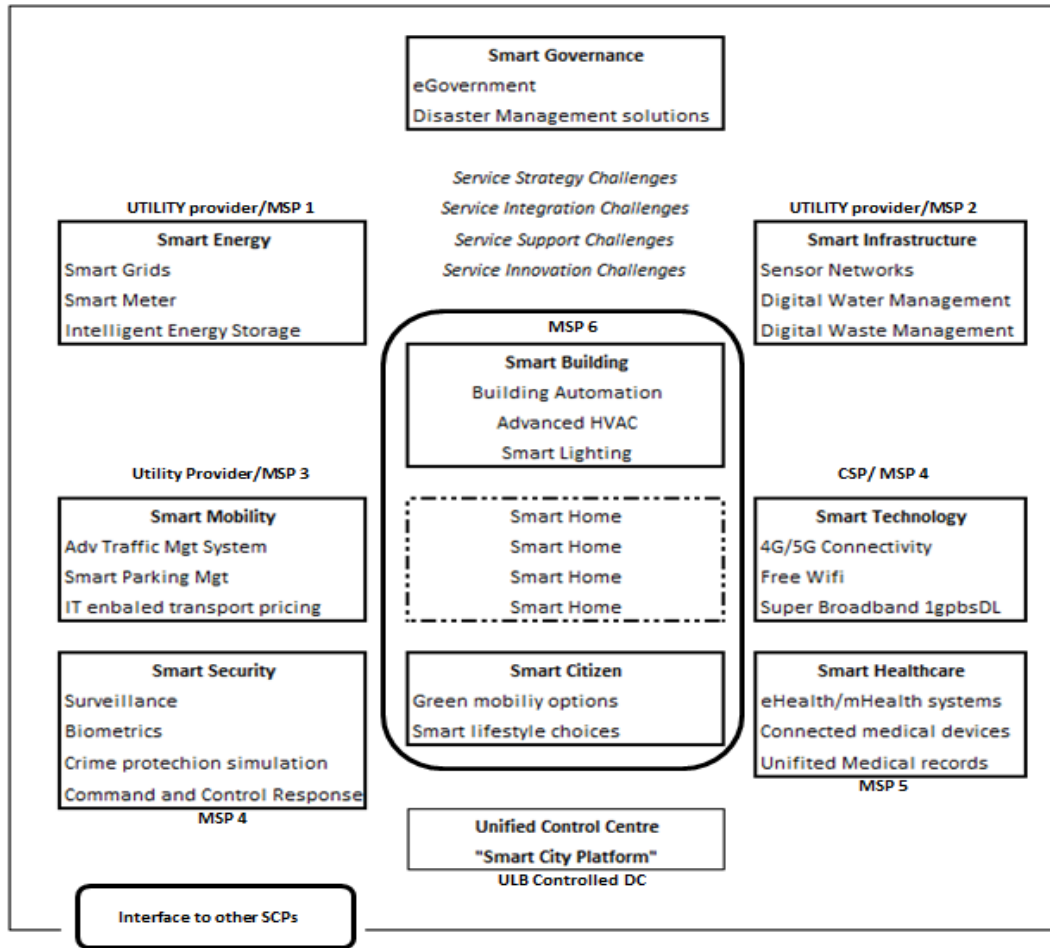 Smart Governance
eGovernment
Disaster Management solutions
Service Strategy Challenges
Service Integration Challenges
Service Support Challenges
Service Innovation Challenges
UTILITY provider/MSP 1
Smart Energy
Smart Grids
Smart Meter
Intelligent Energy Storage
UTILITY provider/MSP 2
Smart Infrastructure
Sensor Networks
Digital Water Management
Digital Waste Management
MSP 6
Smart Building
Building Automation
Advanced HVAC
Smart Lighting
Utility Provider/MSP 3
Smart Mobility
Adv Traffic Mgt System
Smart Parking Mgt
IT enbaled transport pricing
Smart Home
Smart Home
Smart Home
Smart Home
CSP/ MSP 4
Smart Technology
4G/5G Connectivity
Free Wifi
Super Broadband 1gpbsDL
Smart Security
Surveillance
Biometrics
Crime protechion simulation
Command and Control Response
MSP 4
Smart Citizen
Green mobiliy options
Smart lifestyle choices
Smart Healthcare
eHealth/mHealth systems
Connected medical devices
Unifited Medical records
MSP 5
Unified Control Centre
"Smart City Platform"
ULB Controlled DC
Interface to other SCPs